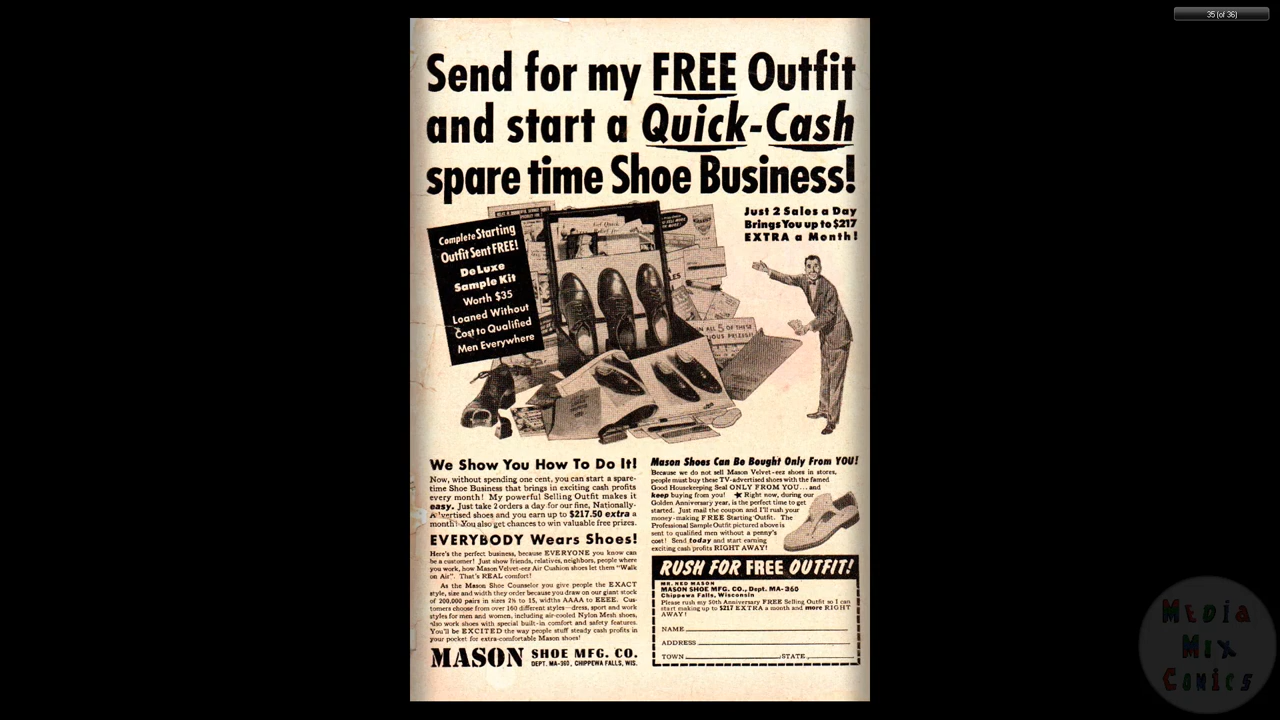 35 (of 36)
Send for my FREE Outfit
and start a Quick-Cash
spare time Shoe Business!
Just 2 Sales a Day
Brings You up to $217
EXTRA a Month!
Complete Starting
Outfit Sent FREE!
De Luxe
Sample Kit
Worth $35
Loaned Without
Cost to Qualified
Men Everywhere
ALL 5 OF THESE
We Show You How To Do It!
Now, without spending one cent, you can start a spare-
time Shoe Business that brings in exciting cash profits
every month! My powerful Selling Outfit makes it
easy. Just take 2 orders a day for our fine, Nationally-
Advertised shoes and you earn up to $217.50 extra a
month! You also get chances to win valuable free prizes.
EVERYBODY Wears Shoes!
Here's the perfect business, because EVERYONE you know can
be a customer! Just show friends, relatives, neighbors, people where
you work, how Mason Velvet-eez Air Cushion shoes let them "Walk
on Air". That's REAL comfort!
As the Mason Shoe Counselor you give people the EXACT
style, size and width they order because you draw on our giant stock
of 200,000 pairs in sizes 2½ to 15, widths AAAA to EEEE. Cus-
tomers choose from over 160 different styles—dress, sport and work
styles for men and women, including air-cooled Nylon Mesh shoes,
also work shoes with special built-in comfort and safety features.
You'll be EXCITED the way people stuff steady cash profits in
your pocket for extra-comfortable Mason shoes!
MASON SHOE MFG. CO.
DEPT. MA-360, CHIPPEWA FALLS, WIS.
Mason Shoes Can Be Bought Only From YOU!
Because we do not sell Mason Velvet-eez shoes in stores,
people must buy these TV-advertised shoes with the famed
Good Housekeeping Seal ONLY FROM YOU... and
keep buying from you! ★ Right now, during our
Golden Anniversary year, is the perfect time to get
started. Just mail the coupon and I'll rush your
money-making FREE Starting Outfit. The
Professional Sample Outfit pictured above is
sent to qualified men without a penny's
cost! Send today and start earning
exciting cash profits RIGHT AWAY!
RUSH FOR FREE OUTFIT!
MR. NED MASON
MASON SHOE MFG. CO., Dept. MA-360
Chippewa Falls, Wisconsin
Please rush my 50th Anniversary FREE Selling Outfit so I can
start making up to $217 EXTRA a month and more RIGHT
AWAY!
NAME
ADDRESS
TOWN STATE
MEDIA
MIX
COMICS